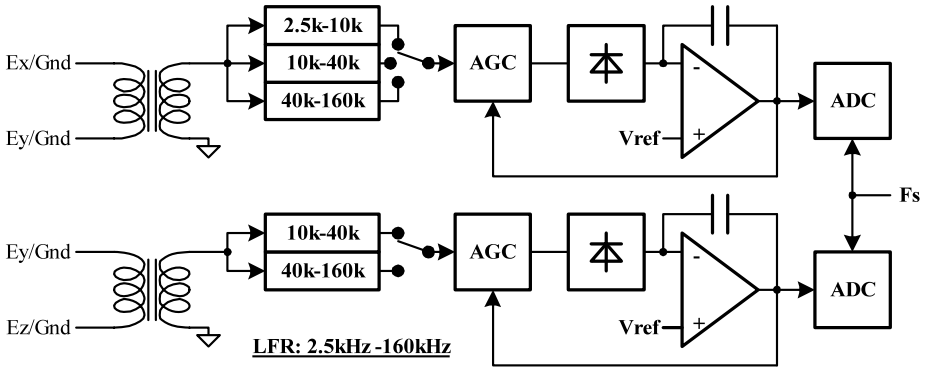 Ex/Gnd
Ey/Gnd
2.5k-10k
10k-40k
40k-160k
AGC
-
+
Vref
ADC
Fs
Ey/Gnd
Ez/Gnd
10k-40k
40k-160k
AGC
-
+
Vref
ADC
LFR: 2.5kHz -160kHz